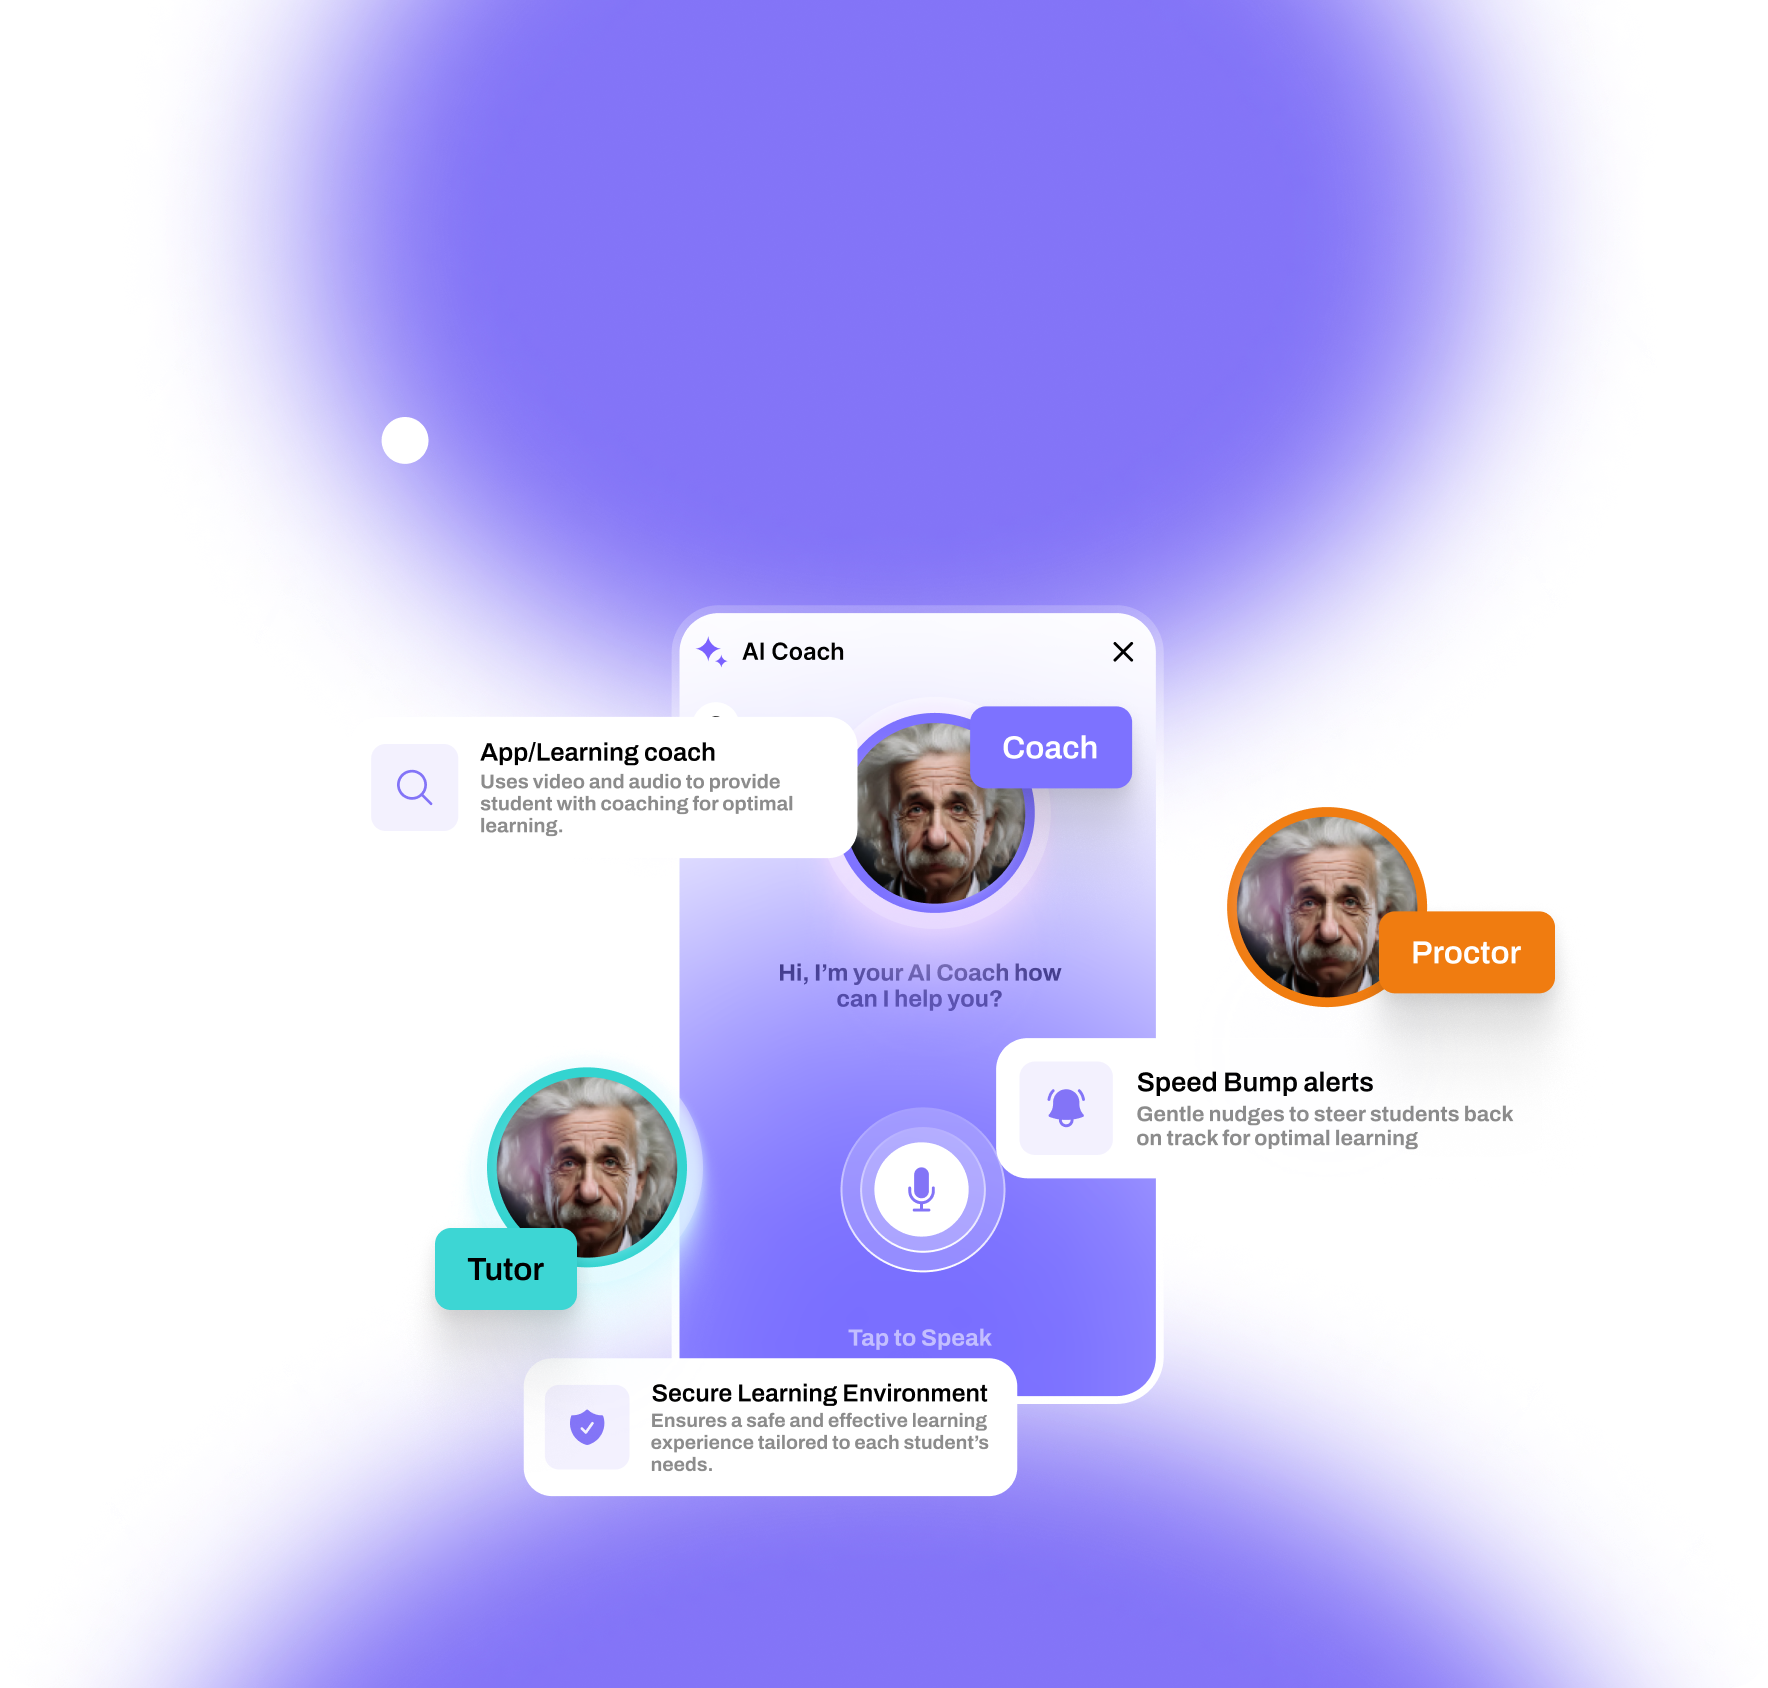 AI Coach
Coach
App/Learning coach
Uses video and audio to provide
student with coaching for optimal
learning.
Proctor
Hi, I’m your AI Coach how
can I help you?
Speed Bump alerts
Gentle nudges to steer students back
on track for optimal learning
Tutor
Tap to Speak
Secure Learning Environment
Ensures a safe and effective learning
experience tailored to each student’s
needs.